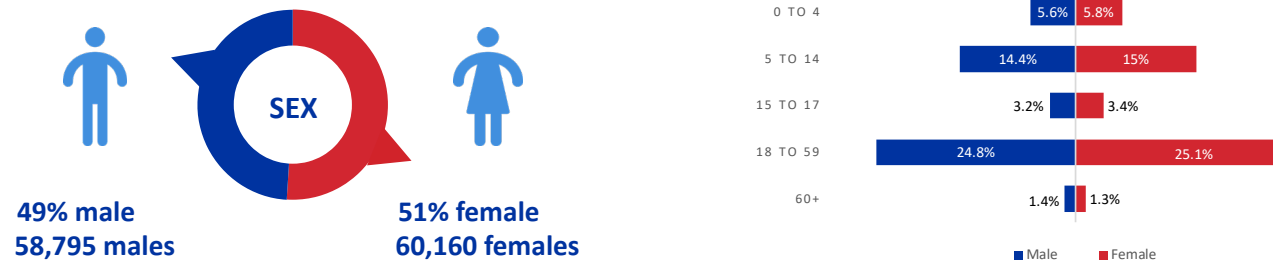 SEX
49% male
58,795 males
51% female
60,160 females
0 TO 4
5.6% 5.8%
5 TO 14
14.4% 15%
15 TO 17
3.2% 3.4%
18 TO 59
24.8% 25.1%
60+
1.4% 1.3%
Male Female